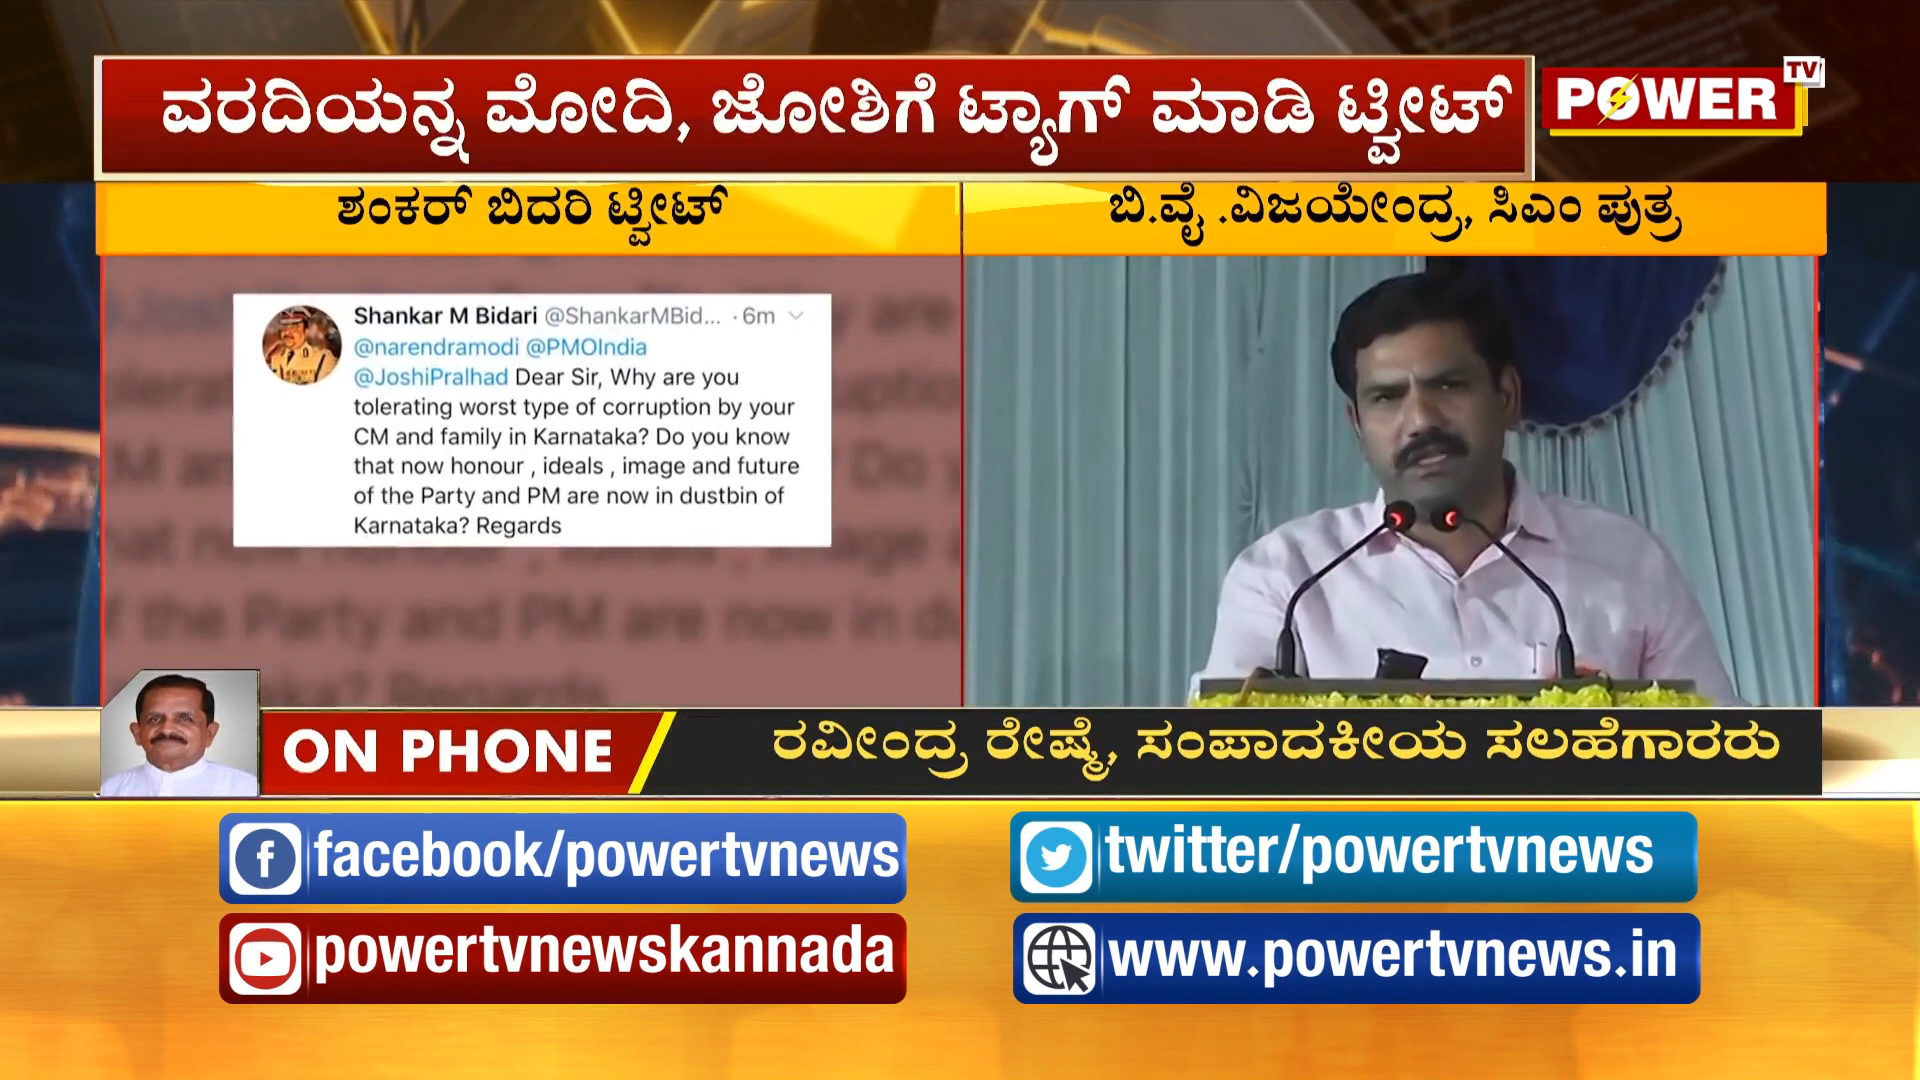 ವರದಿಯನ್ನ ಮೋದಿ, ಜೋಶಿಗೆ ಟ್ಯಾಗ್ ಮಾಡಿ ಟ್ವೀಟ್
POWER TV
ಶಂಕರ್ ಬಿದರಿ ಟ್ವೀಟ್
ಬಿ.ವೈ .ವಿಜಯೇಂದ್ರ, ಸಿಎಂ ಪುತ್ರ
Shankar M Bidari @ShankarMBid... · 6m
@narendramodi @PMOIndia
@JoshiPralhad Dear Sir, Why are you
tolerating worst type of corruption by your
CM and family in Karnataka? Do you know
that now honour , ideals , image and future
of the Party and PM are now in dustbin of
Karnataka? Regards
ON PHONE
ರವೀಂದ್ರ ರೇಷ್ಮೆ, ಸಂಪಾದಕೀಯ ಸಲಹೆಗಾರರು
facebook/powertvnews
twitter/powertvnews
powertvnewskannada
www.powertvnews.in